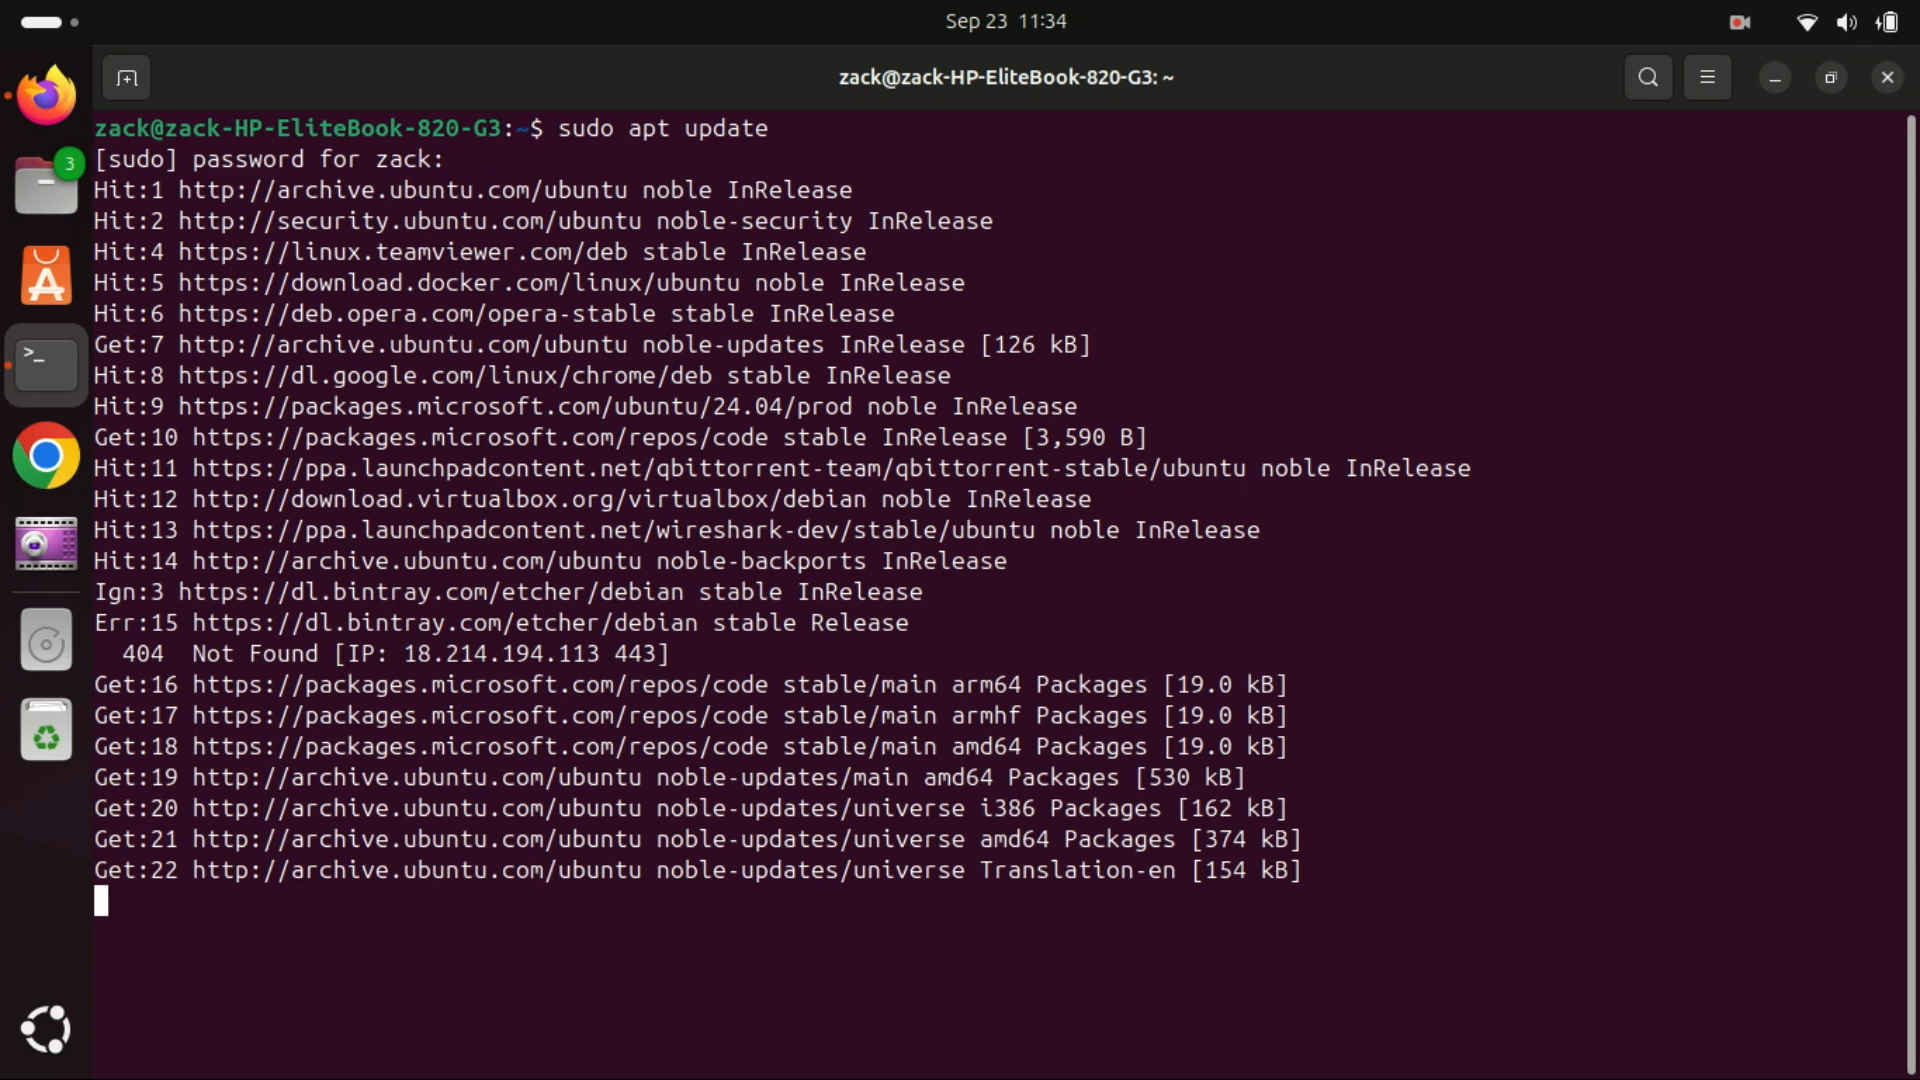 Sep 23 11:34
zack@zack-HP-EliteBook-820-G3: ~
3
zack@zack-HP-EliteBook-820-G3:~$ sudo apt update
[sudo] password for zack:
Hit:1 http://archive.ubuntu.com/ubuntu noble InRelease
Hit:2 http://security.ubuntu.com/ubuntu noble-security InRelease
Hit:4 https://linux.teamviewer.com/deb stable InRelease
Hit:5 https://download.docker.com/linux/ubuntu noble InRelease
Hit:6 https://deb.opera.com/opera-stable stable InRelease
Get:7 http://archive.ubuntu.com/ubuntu noble-updates InRelease [126 kB]
Hit:8 https://dl.google.com/linux/chrome/deb stable InRelease
Hit:9 https://packages.microsoft.com/ubuntu/24.04/prod noble InRelease
Get:10 https://packages.microsoft.com/repos/code stable InRelease [3,590 B]
Hit:11 https://ppa.launchpadcontent.net/qbittorrent-team/qbittorrent-stable/ubuntu noble InRelease
Hit:12 http://download.virtualbox.org/virtualbox/debian noble InRelease
Hit:13 https://ppa.launchpadcontent.net/wireshark-dev/stable/ubuntu noble InRelease
Hit:14 http://archive.ubuntu.com/ubuntu noble-backports InRelease
Ign:3 https://dl.bintray.com/etcher/debian stable InRelease
Err:15 https://dl.bintray.com/etcher/debian stable Release
  404  Not Found [IP: 18.214.194.113 443]
Get:16 https://packages.microsoft.com/repos/code stable/main arm64 Packages [19.0 kB]
Get:17 https://packages.microsoft.com/repos/code stable/main armhf Packages [19.0 kB]
Get:18 https://packages.microsoft.com/repos/code stable/main amd64 Packages [19.0 kB]
Get:19 http://archive.ubuntu.com/ubuntu noble-updates/main amd64 Packages [530 kB]
Get:20 http://archive.ubuntu.com/ubuntu noble-updates/universe i386 Packages [162 kB]
Get:21 http://archive.ubuntu.com/ubuntu noble-updates/universe amd64 Packages [374 kB]
Get:22 http://archive.ubuntu.com/ubuntu noble-updates/universe Translation-en [154 kB]